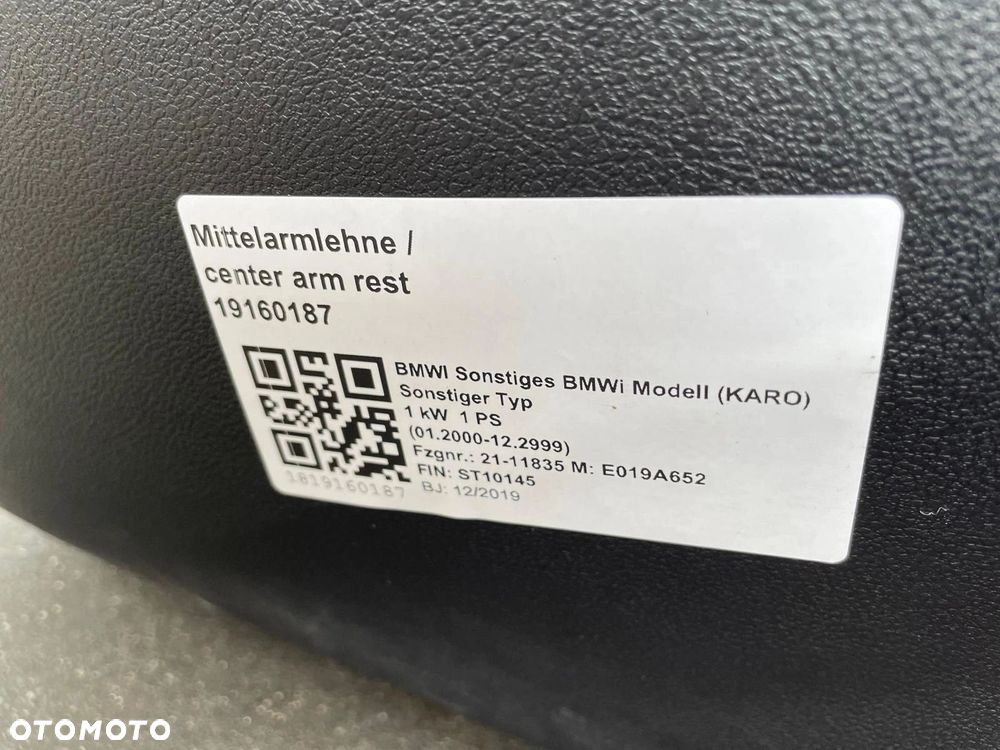 Mittelarmlehne /
center arm rest
19160187
BMWI Sonstiges BMWi Modell (KARO)
Sonstiger Typ
1 kW 1 PS
(01.2000-12.2999)
Fzgnr.: 21-11835 M: E019A652
FIN: ST10145
BJ: 12/2019
1819160187
OTOMOTO